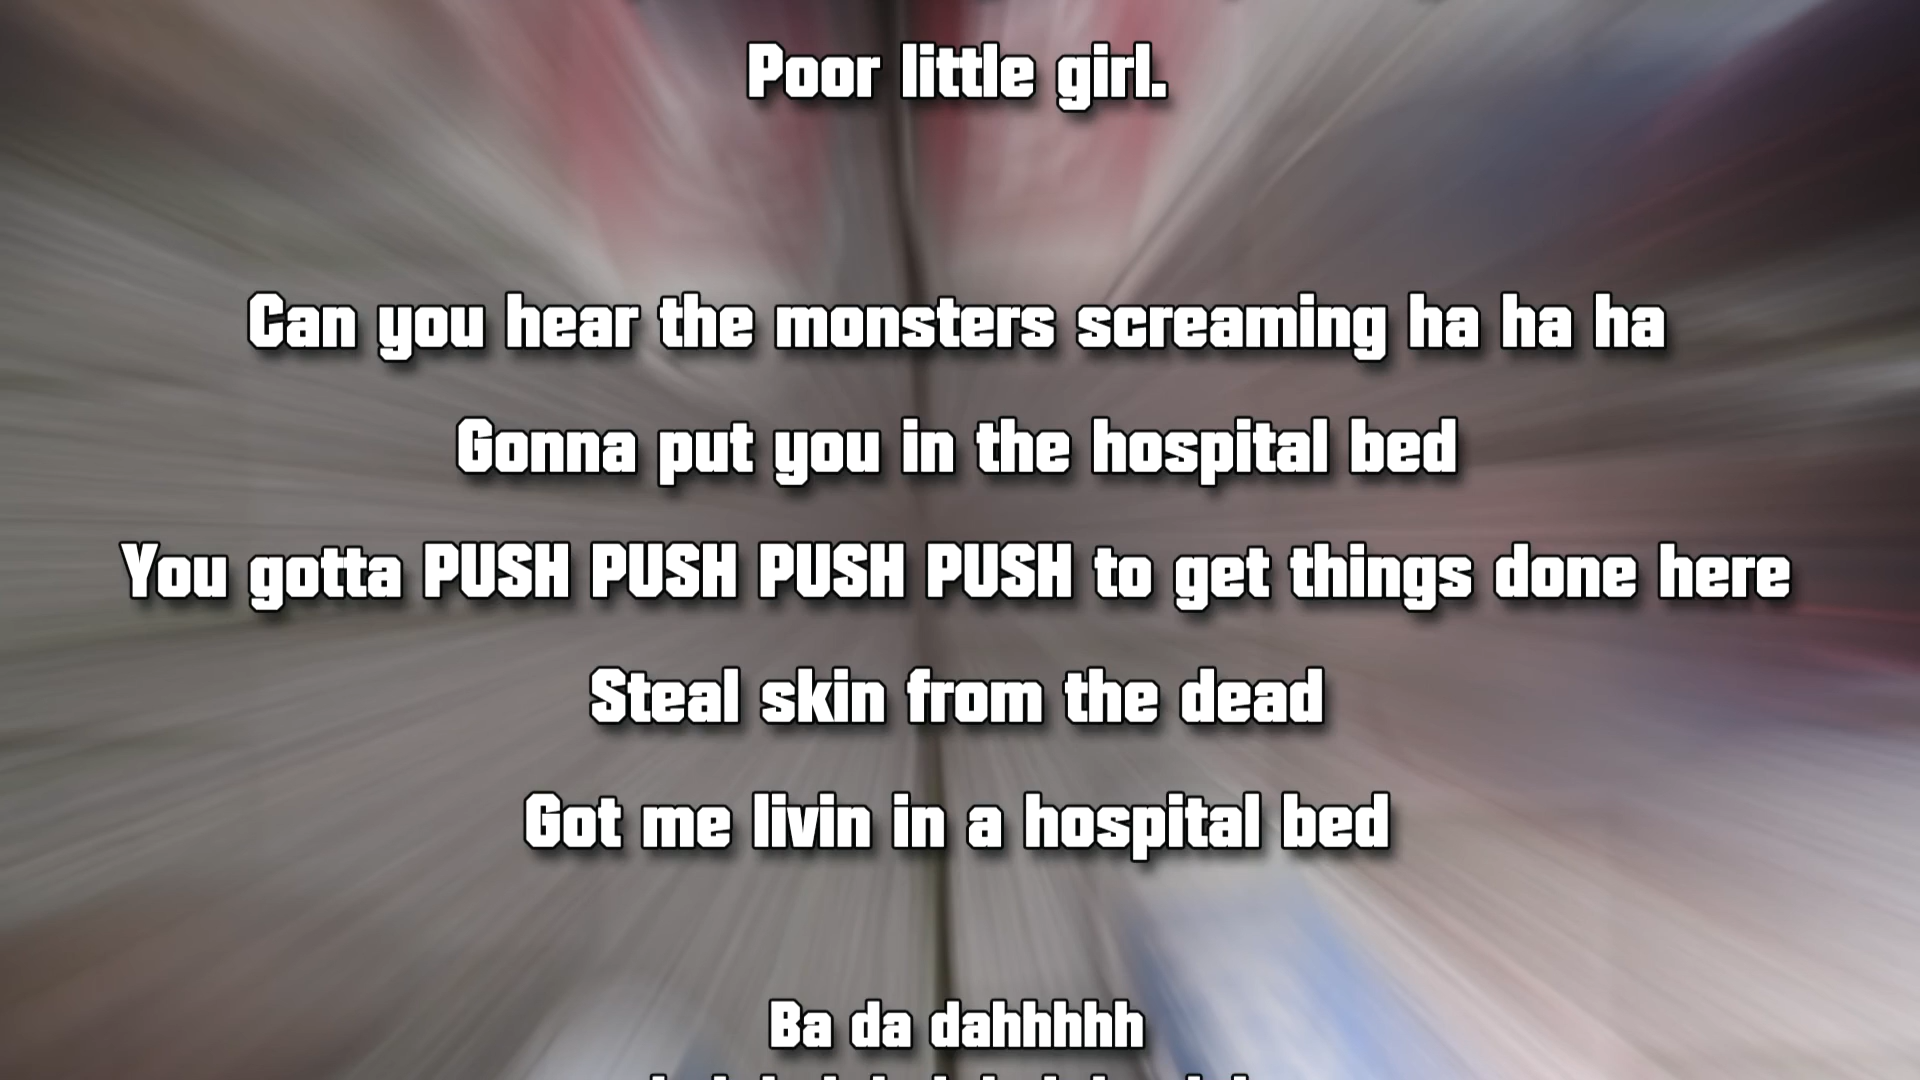 Poor little girl.
Can you hear the monsters screaming ha ha ha
Gonna put you in the hospital bed
You gotta PUSH PUSH PUSH PUSH to get things done here
Steal skin from the dead
Got me livin in a hospital bed
Ba da dahhhhh